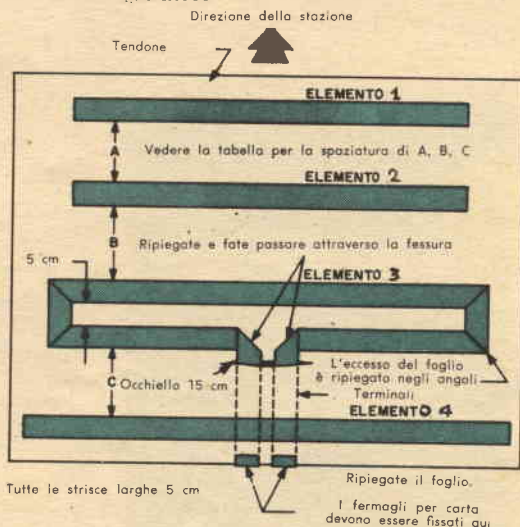 Direzione della stazione
Tendone
ELEMENTO 1
A
Vedere la tabella per la spaziatura di A, B, C
ELEMENTO 2
B
Ripiegate e fate passare attraverso la fessura
5 cm
ELEMENTO 3
L'eccesso del foglio
è ripiegato negli angoli
C
Occhiello 15 cm
Terminali
ELEMENTO 4
Tutte le strisce larghe 5 cm
Ripiegate il foglio.
I fermagli per carta
devono essere fissati qui